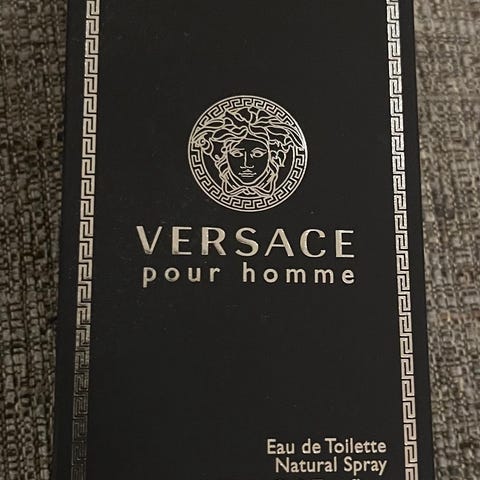 VERSACE
pour homme
Eau de Toilette
Natural Spray